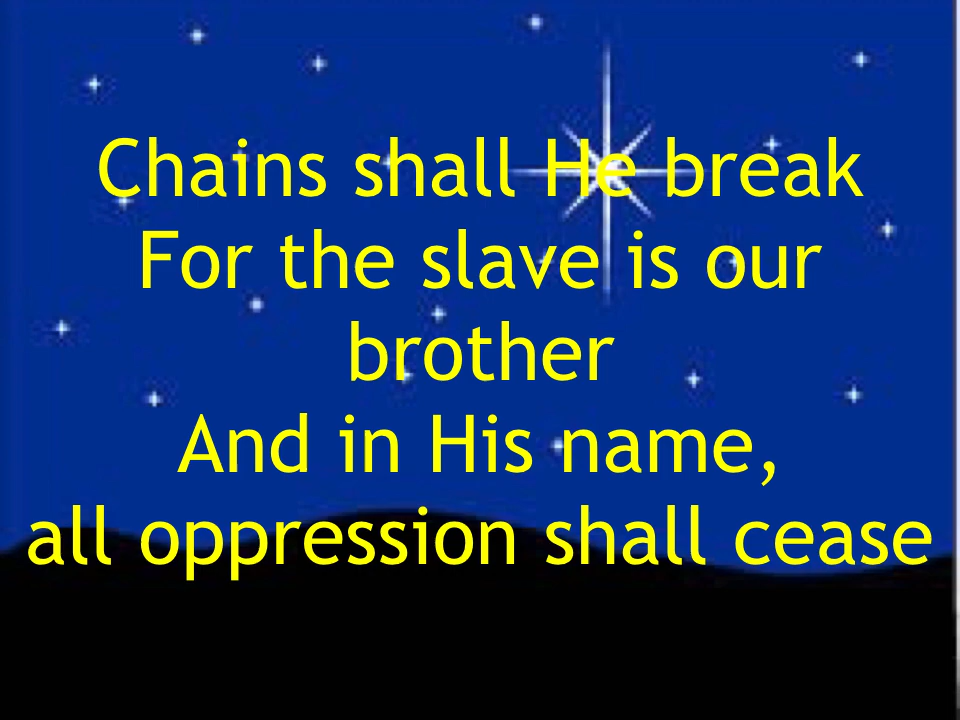 Chains shall He break
For the slave is our
brother
And in His name,
all oppression shall cease